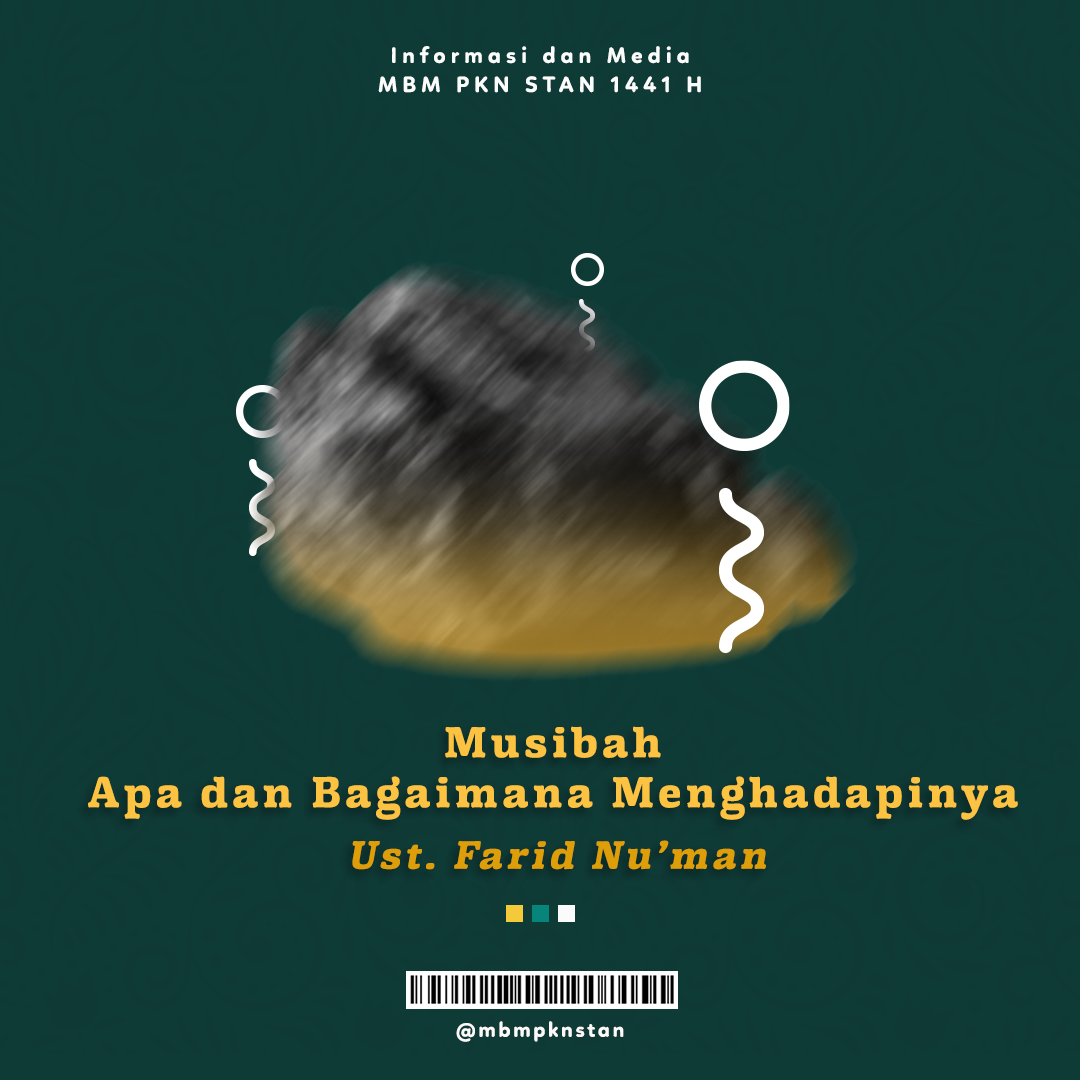 Informasi dan Media
MBM PKN STAN 1441 H
Musibah
Apa dan Bagaimana Menghadapinya
Ust. Farid Nu’man
@mbmpknstan